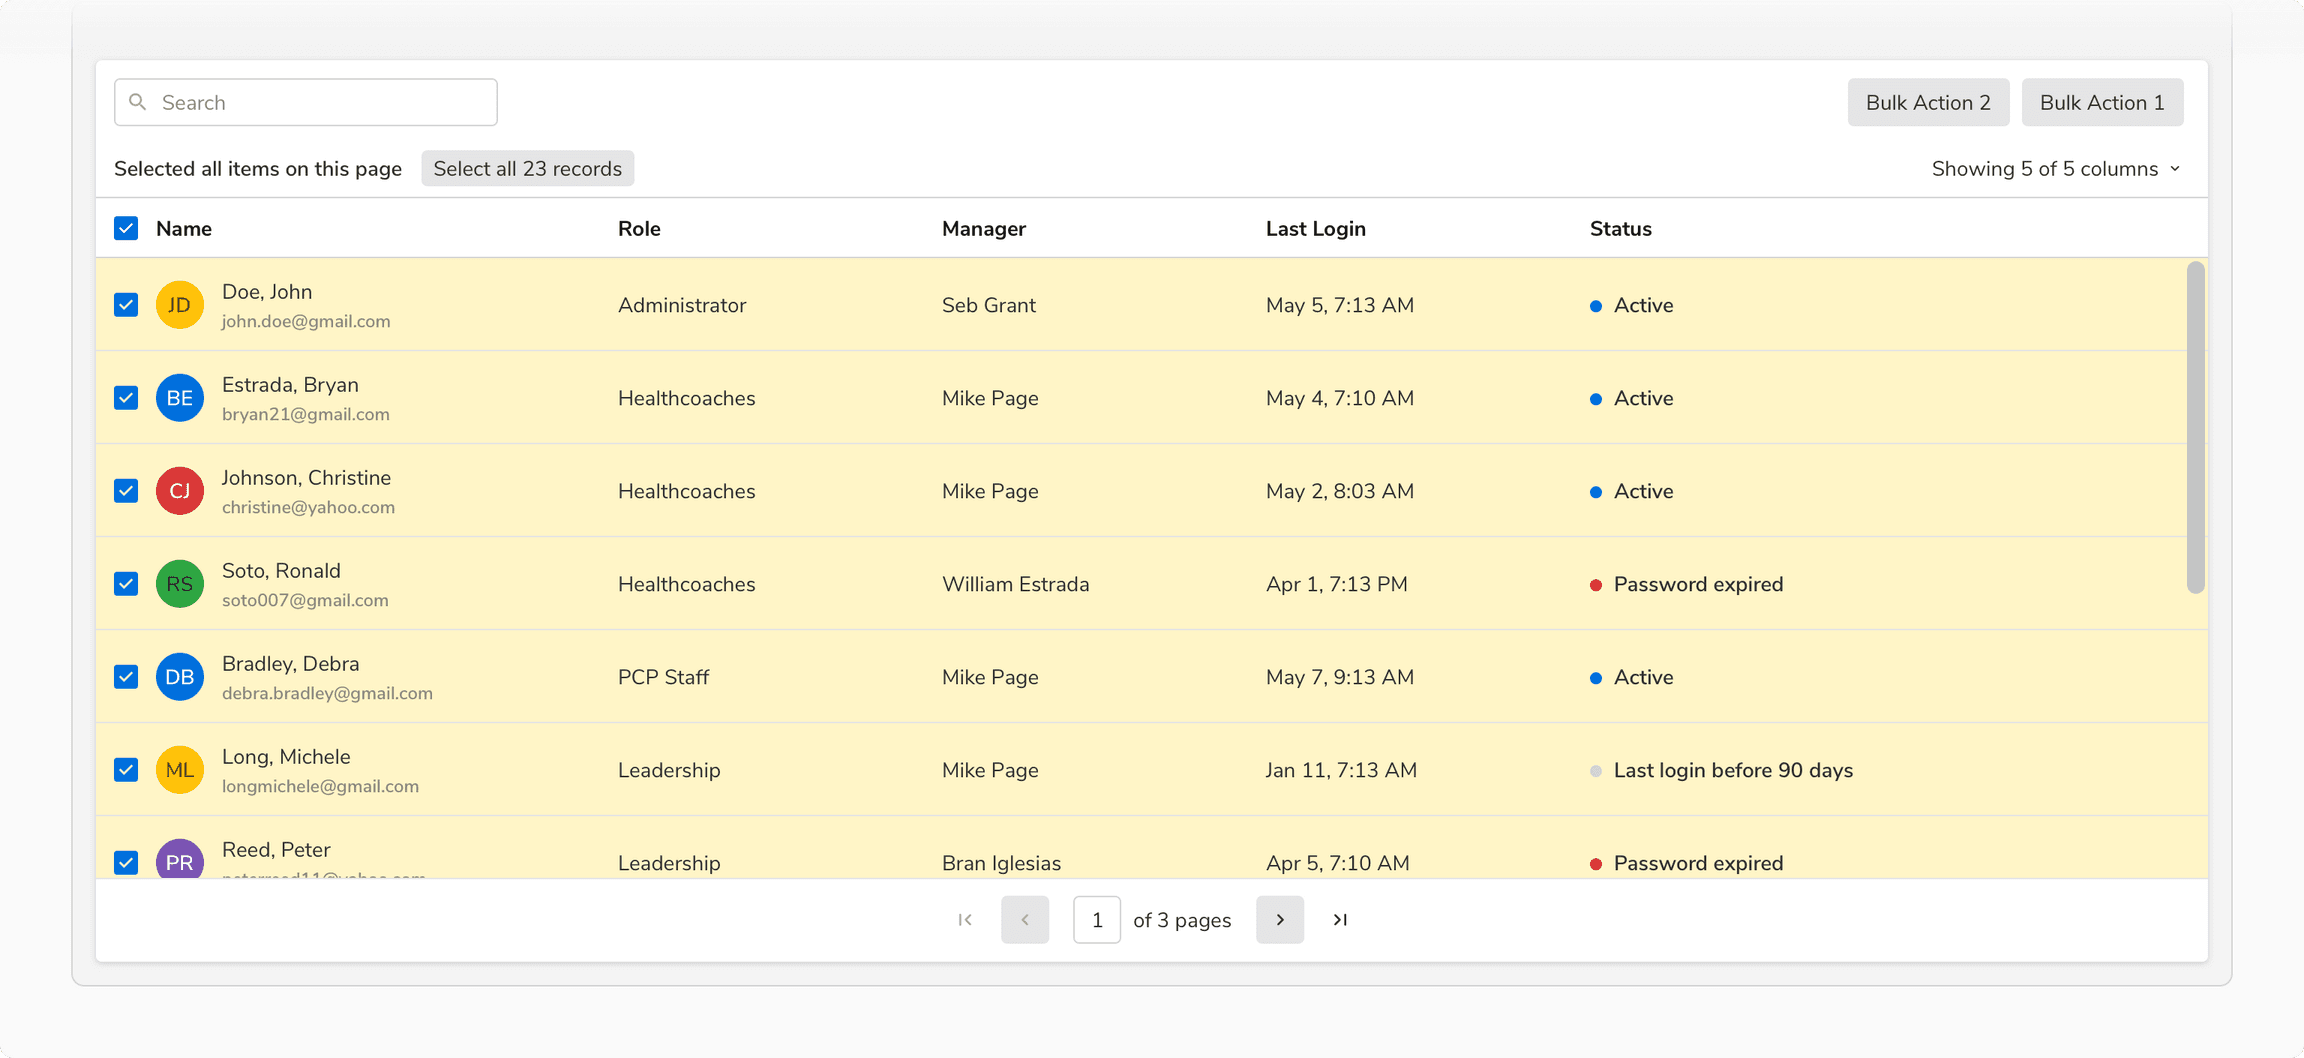 Search
Bulk Action 2
Bulk Action 1
Selected all items on this page
Select all 23 records
Showing 5 of 5 columns
Name Role Manager Last Login Status
JD
Doe, John
john.doe@gmail.com
Administrator
Seb Grant
May 5, 7:13 AM
Active
BE
Estrada, Bryan
bryan21@gmail.com
Healthcoaches
Mike Page
May 4, 7:10 AM
Active
CJ
Johnson, Christine
christine@yahoo.com
Healthcoaches
Mike Page
May 2, 8:03 AM
Active
RS
Soto, Ronald
soto007@gmail.com
Healthcoaches
William Estrada
Apr 1, 7:13 PM
Password expired
DB
Bradley, Debra
debra.bradley@gmail.com
PCP Staff
Mike Page
May 7, 9:13 AM
Active
ML
Long, Michele
longmichele@gmail.com
Leadership
Mike Page
Jan 11, 7:13 AM
Last login before 90 days
PR
Reed, Peter
Leadership
Bran Iglesias
Apr 5, 7:10 AM
Password expired
1 of 3 pages